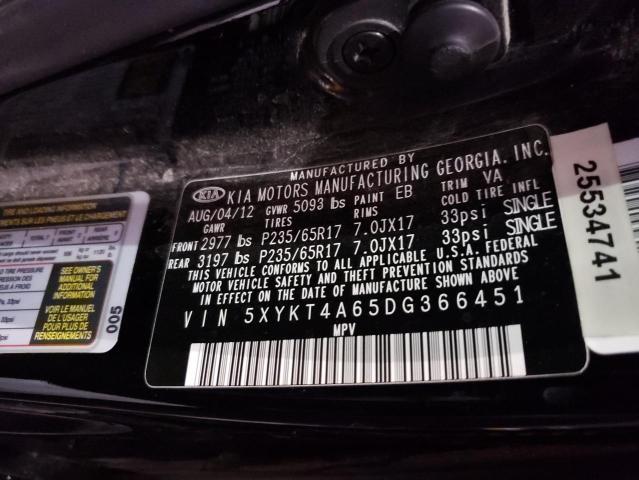 MANUFACTURED BY
KIA KIA MOTORS MANUFACTURING GEORGIA. INC.
AUG/04/12 GVWR 5093 lbs PAINT EB TRIM VA
TIRES RIMS COLD TIRE INFL
FRONT 2977 lbs P235/65R17 7.0JX17 33psi SINGLE
REAR 3197 lbs P235/65R17 7.0JX17 33psi SINGLE
THIS VEHICLE CONFORMS TO ALL APPLICABLE U.S.A. FEDERAL
MOTOR VEHICLE SAFETY AND THEFT PREVENTION STANDARDS
IN EFFECT ON THE DATE OF MANUFACTURE SHOWN ABOVE.
VIN 5XYKT4A65DG366451
MPV
25534741
SEE OWNER'S
MANUAL FOR
ADDITIONAL
INFORMATION
VOIR LE MANUEL
DE L'USAGER
POUR PLUS DE
RENSEIGNEMENTS
005
TIRE PRESSURE